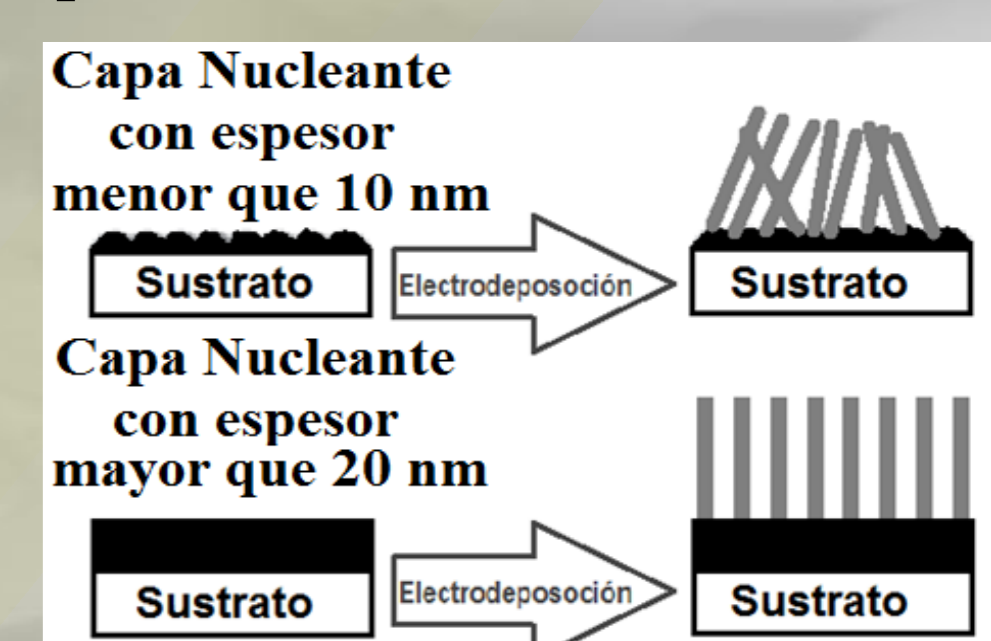 Capa Nucleante
con espesor
menor que 10 nm
Sustrato
Electrodeposoción
Sustrato
Capa Nucleante
con espesor
mayor que 20 nm
Sustrato
Electrodeposoción
Sustrato